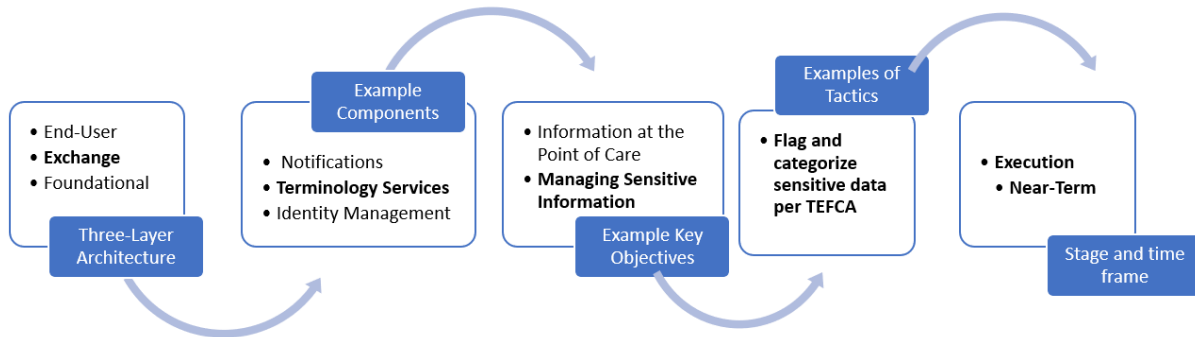 • End-User
• Exchange
• Foundational
Three-Layer
Architecture
Example
Components
• Notifications
• Terminology Services
• Identity Management
• Information at the
Point of Care
• Managing Sensitive
Information
Example Key
Objectives
Examples of
Tactics
• Flag and
categorize
sensitive data
per TEFCA
• Execution
• Near-Term
Stage and time
frame